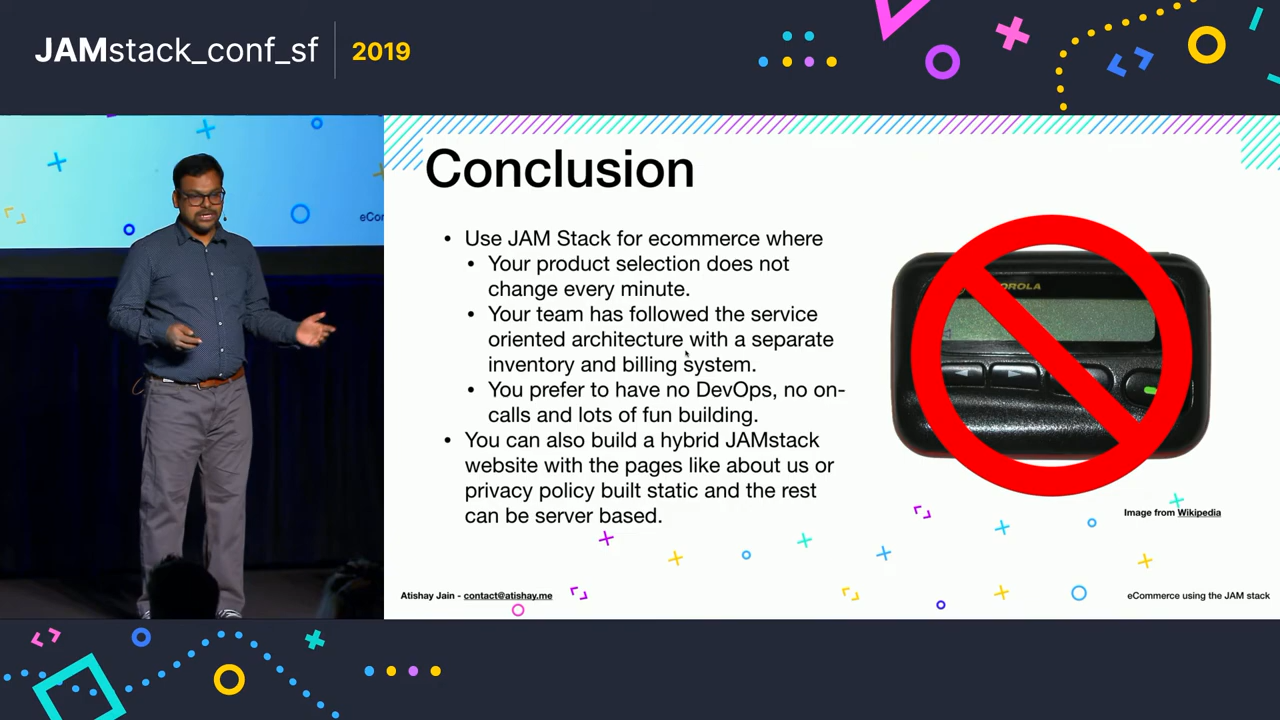 JAMstack_conf_sf | 2019
Conclusion
• Use JAM Stack for ecommerce where
• Your product selection does not
change every minute.
• Your team has followed the service
oriented architecture with a separate
inventory and billing system.
• You prefer to have no DevOps, no on-
calls and lots of fun building.
• You can also build a hybrid JAMstack
website with the pages like about us or
privacy policy built static and the rest
can be server based.
Image from Wikipedia
Atishay Jain - contact@atishay.me
eCommerce using the JAM stack